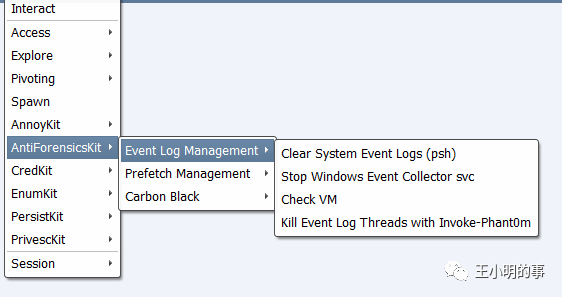 Interact
Access
Explore
Pivoting
Spawn
AnnoyKit
AntiForensicsKit
CredKit
EnumKit
PersistKit
PrivescKit
Session
Event Log Management
Prefetch Management
Carbon Black
Clear System Event Logs (psh)
Stop Windows Event Collector svc
Check VM
Kill Event Log Threads with Invoke-Phant0m
王小明的事